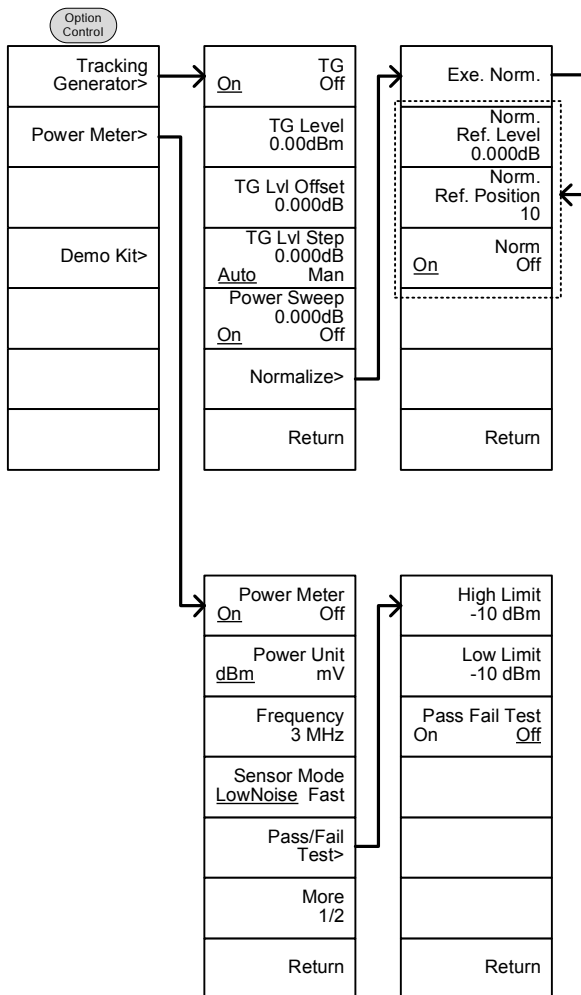 Option
Control
Tracking
Generator>
Power Meter>
Demo Kit>
TG
On Off
TG Level
0.00dBm
TG Lvl Offset
0.000dB
TG Lvl Step
0.000dB
Auto Man
Power Sweep
0.000dB
On Off
Normalize>
Return
Exe. Norm.
Norm.
Ref. Level
0.000dB
Norm.
Ref. Position
10
Norm
On Off
Return
Power Meter
On Off
Power Unit
dBm mV
Frequency
3 MHz
Sensor Mode
LowNoise Fast
Pass/Fail
Test>
More
1/2
Return
High Limit
-10 dBm
Low Limit
-10 dBm
Pass Fail Test
On Off
Return